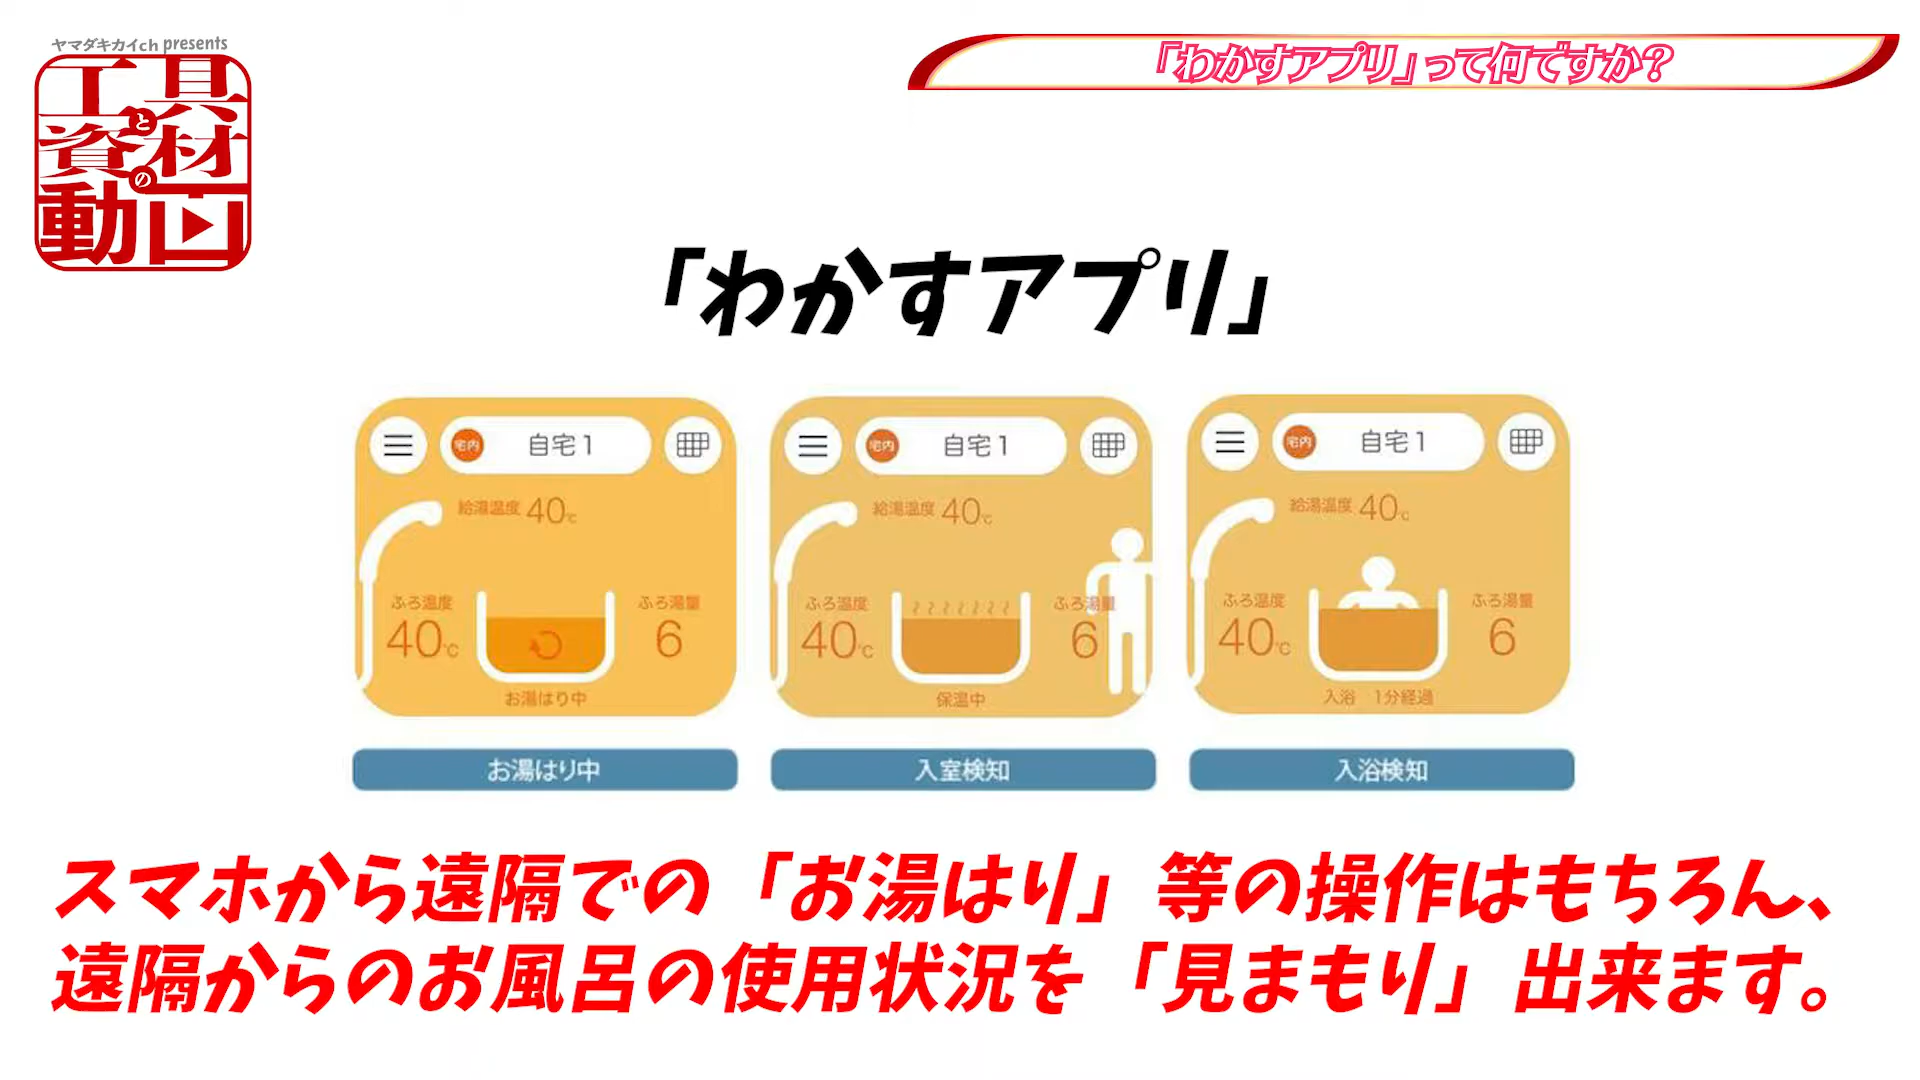 ヤマダキカイch presents
工具
と
資材
の
動画
「わかすアプリ」って何ですか？
「わかすアプリ」
宅内 自宅1
給湯温度 40℃
ふろ温度 40℃
ふろ湯量 6
お湯はり中
お湯はり中
宅内 自宅1
給湯温度 40℃
ふろ温度 40℃
ふろ湯量 6
保温中
入室検知
宅内 自宅1
給湯温度 40℃
ふろ温度 40℃
ふろ湯量 6
入浴 1分経過
入浴検知
スマホから遠隔での「お湯はり」等の操作はもちろん、
遠隔からのお風呂の使用状況を「見まもり」出来ます。